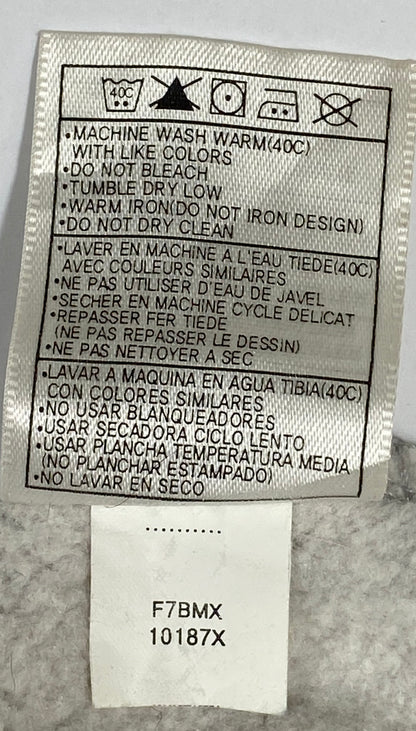 40C
•MACHINE WASH WARM(40C)
WITH LIKE COLORS
•DO NOT BLEACH
•TUMBLE DRY LOW
•WARM IRON(DO NOT IRON DESIGN)
•DO NOT DRY CLEAN
•LAVER EN MACHINE A L'EAU TIEDE(40C)
AVEC COULEURS SIMILAIRES
•NE PAS UTILISER D'EAU DE JAVEL
•SECHER EN MACHINE CYCLE DELICAT
•REPASSER FER TIEDE
(NE PAS REPASSER LE DESSIN)
•NE PAS NETTOYER A SEC
•LAVAR A MAQUINA EN AGUA TIBIA(40C)
CON COLORES SIMILARES
•NO USAR BLANQUEADORES
•USAR SECADORA CICLO LENTO
•USAR PLANCHA TEMPERATURA MEDIA
(NO PLANCHAR ESTAMPADO)
•NO LAVAR EN SECO
..........
F7BMX
10187X